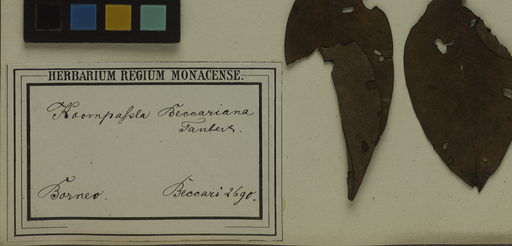 HERBARIUM REGIUM MONACENSE.
Koompassia Beccariana
Taubert.
Borneo. Beccari 2690.